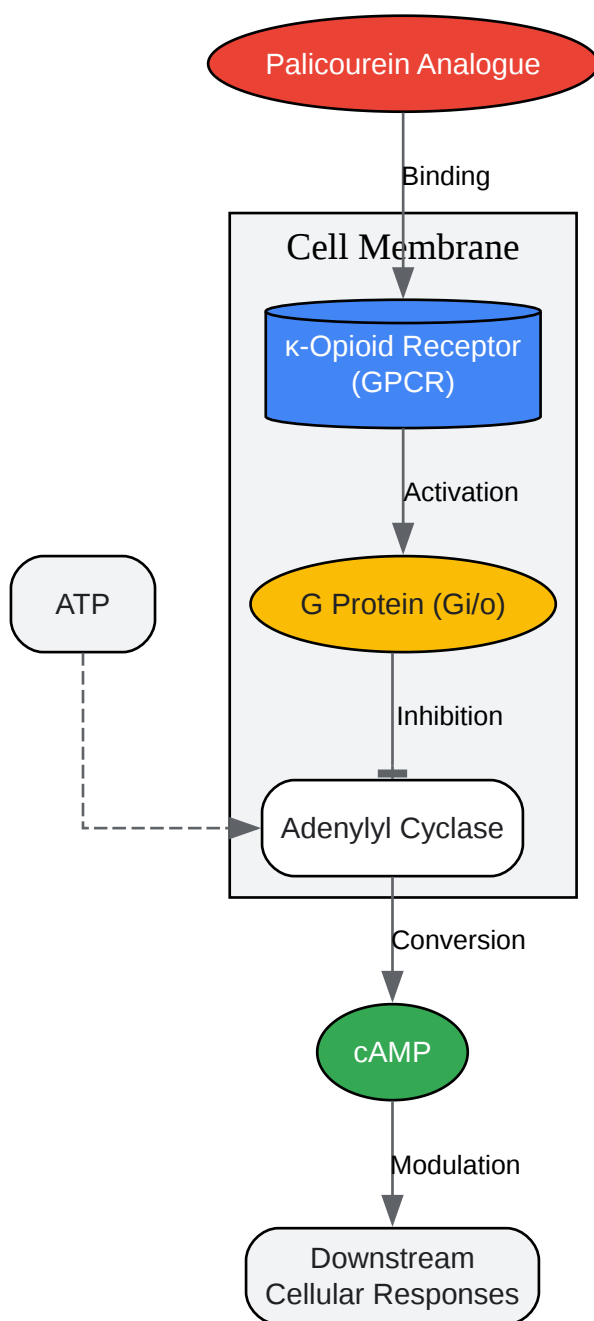 Palicourein Analogue
Binding
Cell Membrane
κ-Opioid Receptor
(GPCR)
Activation
ATP
G Protein (Gi/o)
Inhibition
Adenylyl Cyclase
Conversion
cAMP
Modulation
Downstream
Cellular Responses